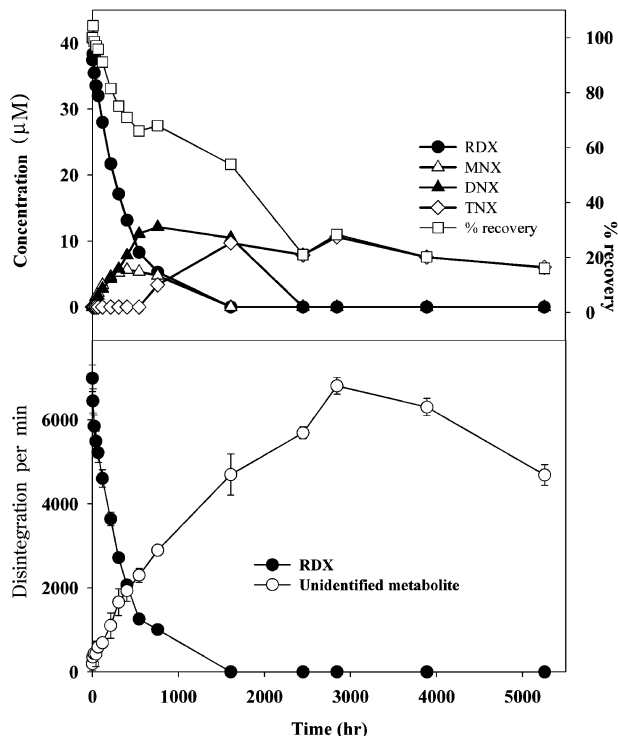 40
30
20
10
0
Concentration (μM)
100
80
60
40
20
0
% recovery
RDX
MNX
DNX
TNX
% recovery
6000
4000
2000
0
Disintegration per min
RDX
Unidentified metabolite
0
1000
2000
3000
4000
5000
Time (hr)